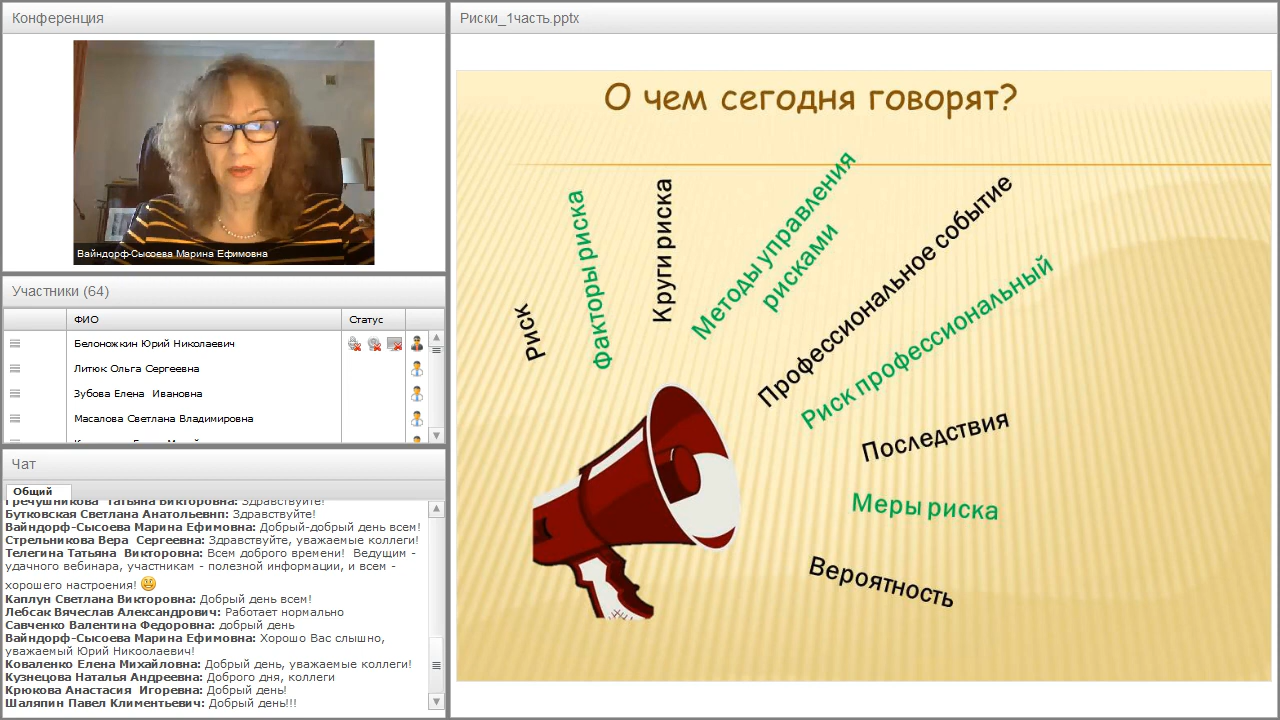 Конференция
Вайндорф-Сысоева Марина Ефимовна
Участники (64)
ФИО
Статус
Белоножкин Юрий Николаевич
Литюк Ольга Сергеевна
Зубова Елена Ивановна
Масалова Светлана Владимировна
Чат
Общий
Гречушникова Татьяна Викторовна: Здравствуйте!
Бутковская Светлана Анатольевнп: Здравствуйте!
Вайндорф-Сысоева Марина Ефимовна: Добрый-добрый день всем!
Стрельникова Вера Сергеевна: Здравствуйте, уважаемые коллеги!
Телегина Татьяна Викторовна: Всем доброго времени! Ведущим -
удачного вебинара, участникам - полезной информации, и всем -
хорошего настроения!
Каплун Светлана Викторовна: Добрый день всем!
Лебсак Вячеслав Александрович: Работает нормально
Савченко Валентина Федоровна: добрый день
Вайндорф-Сысоева Марина Ефимовна: Хорошо Вас слышно,
уважаемый Юрий Никоолаевич!
Коваленко Елена Михайловна: Добрый день, уважаемые коллеги!
Кузнецова Наталья Андреевна: Доброго дня, коллеги
Крюкова Анастасия Игоревна: Добрый день!
Шаляпин Павел Климентьевич: Добрый день!!!
Риски_1часть.pptx
О чем сегодня говорят?
Риск
Факторы риска
Круги риска
Методы управления
рисками
Профессиональное событие
Риск профессиональный
Последствия
Меры риска
Вероятность